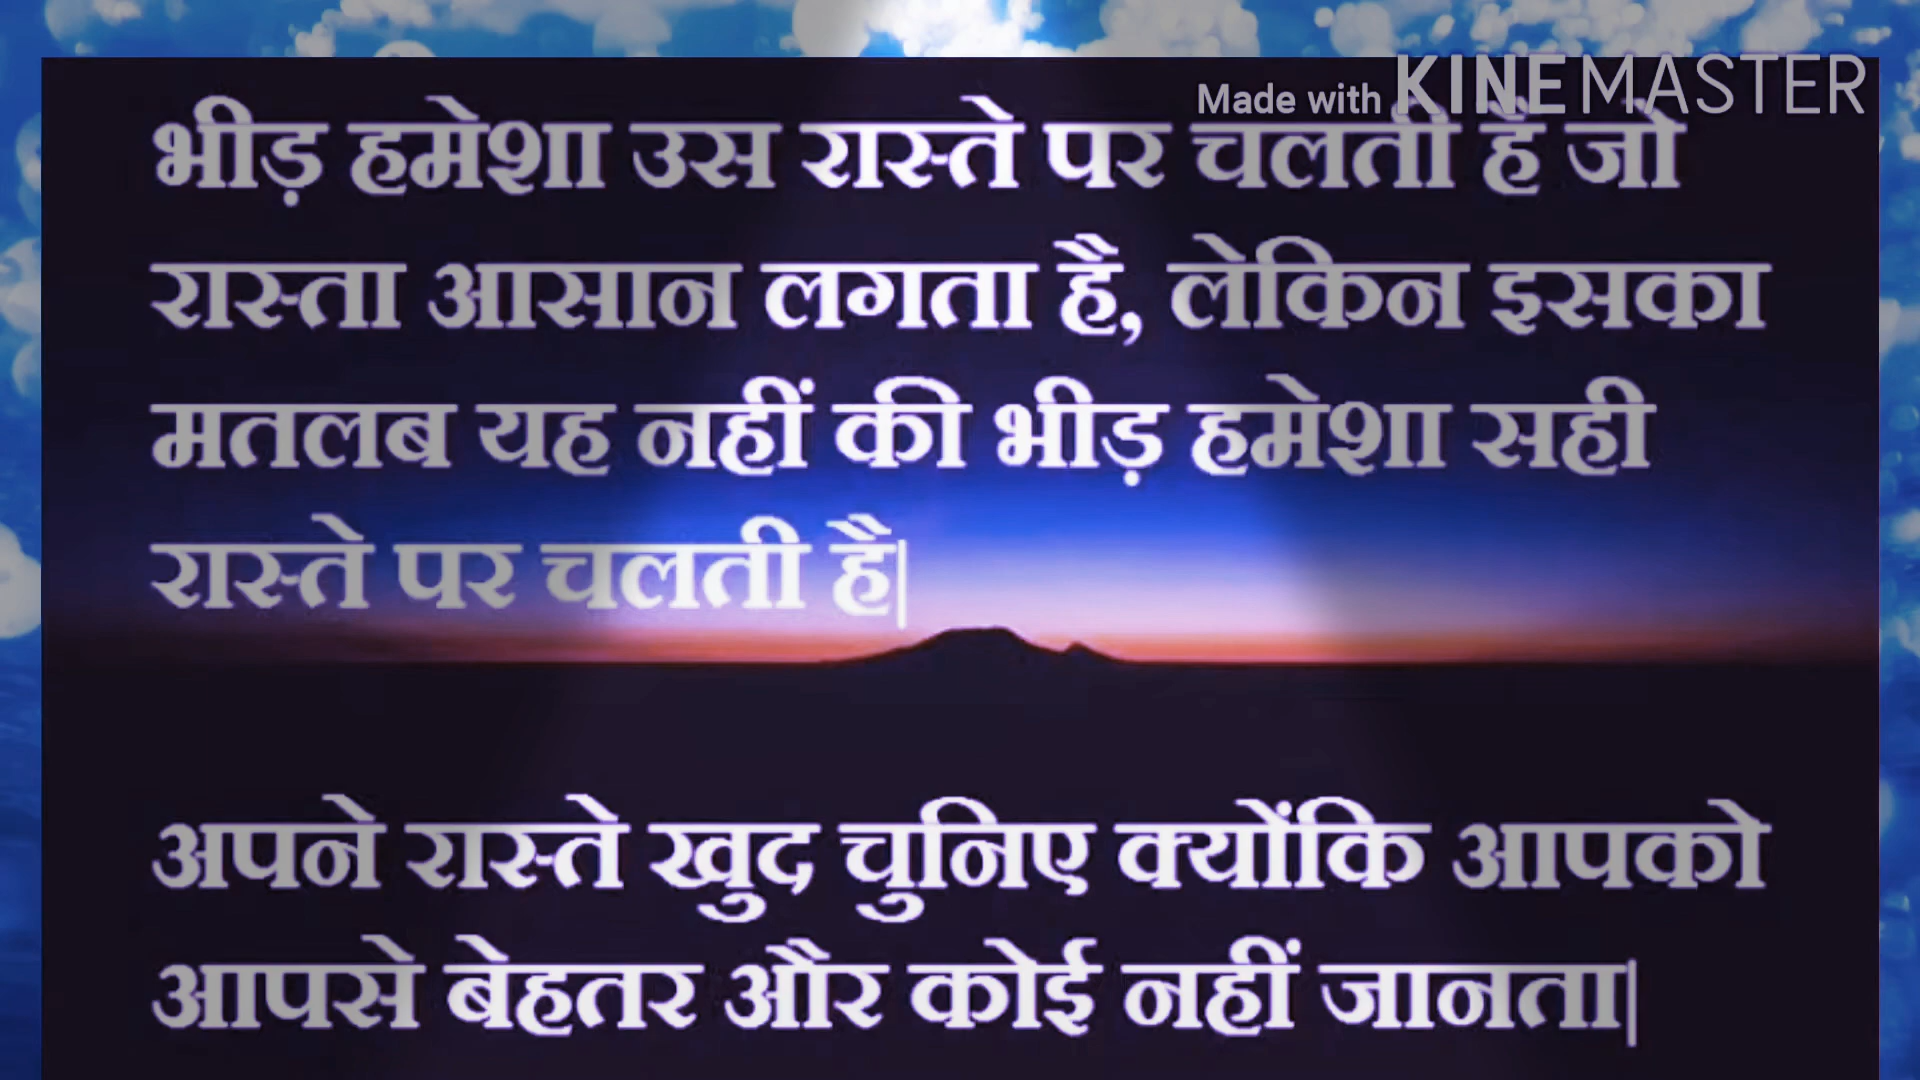 Made with KINEMASTER
भीड़ हमेशा उस रास्ते पर चलती है जो
रास्ता आसान लगता है, लेकिन इसका
मतलब यह नहीं की भीड़ हमेशा सही
रास्ते पर चलती है|
अपने रास्ते खुद चुनिए क्योंकि आपको
आपसे बेहतर और कोई नहीं जानता|